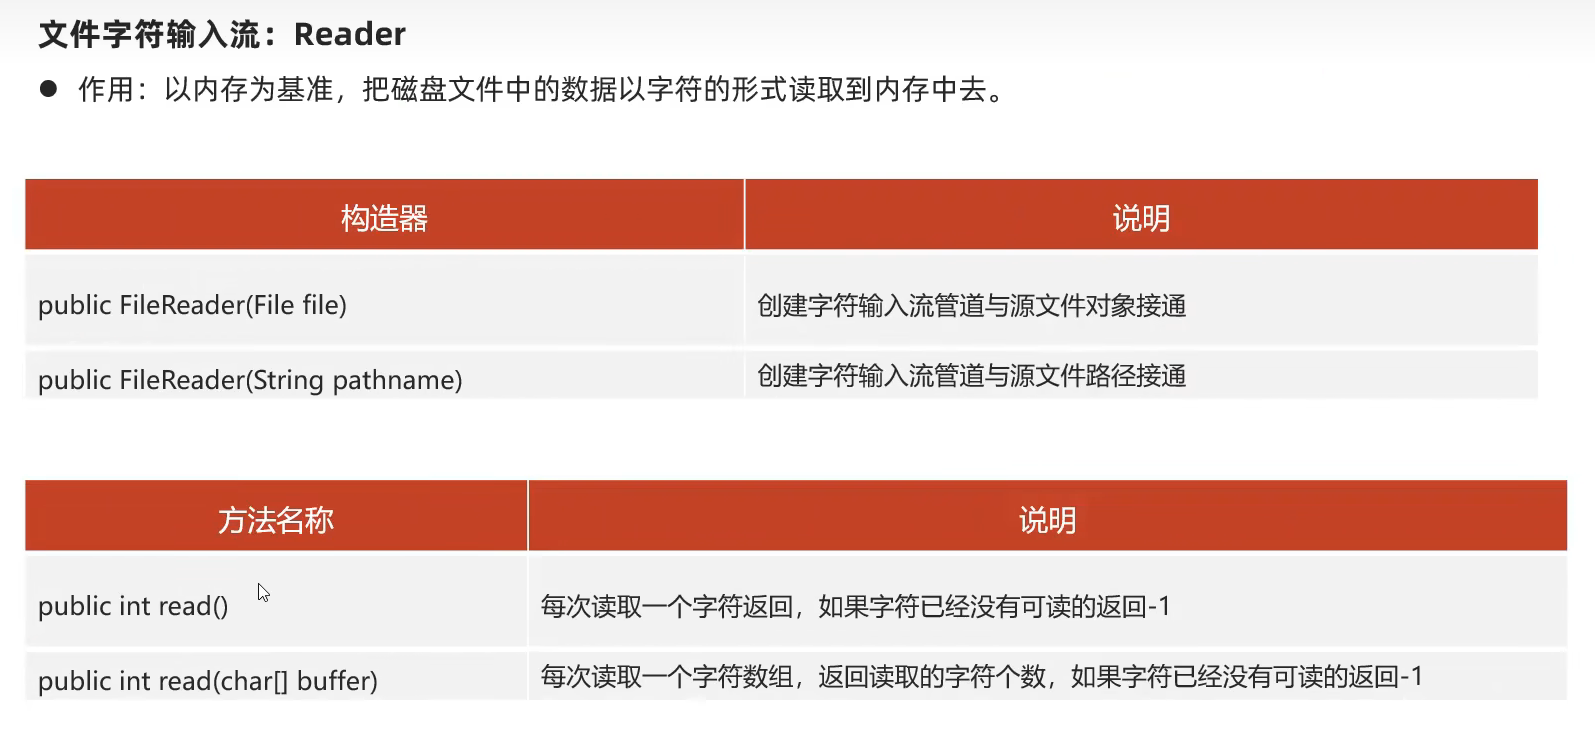 文件字符输入流：Reader
● 作用：以内存为基准，把磁盘文件中的数据以字符的形式读取到内存中去。
构造器 说明
public FileReader(File file) 创建字符输入流管道与源文件对象接通
public FileReader(String pathname) 创建字符输入流管道与源文件路径接通
方法名称 说明
public int read() 每次读取一个字符返回，如果字符已经没有可读的返回-1
public int read(char[] buffer) 每次读取一个字符数组，返回读取的字符个数，如果字符已经没有可读的返回-1